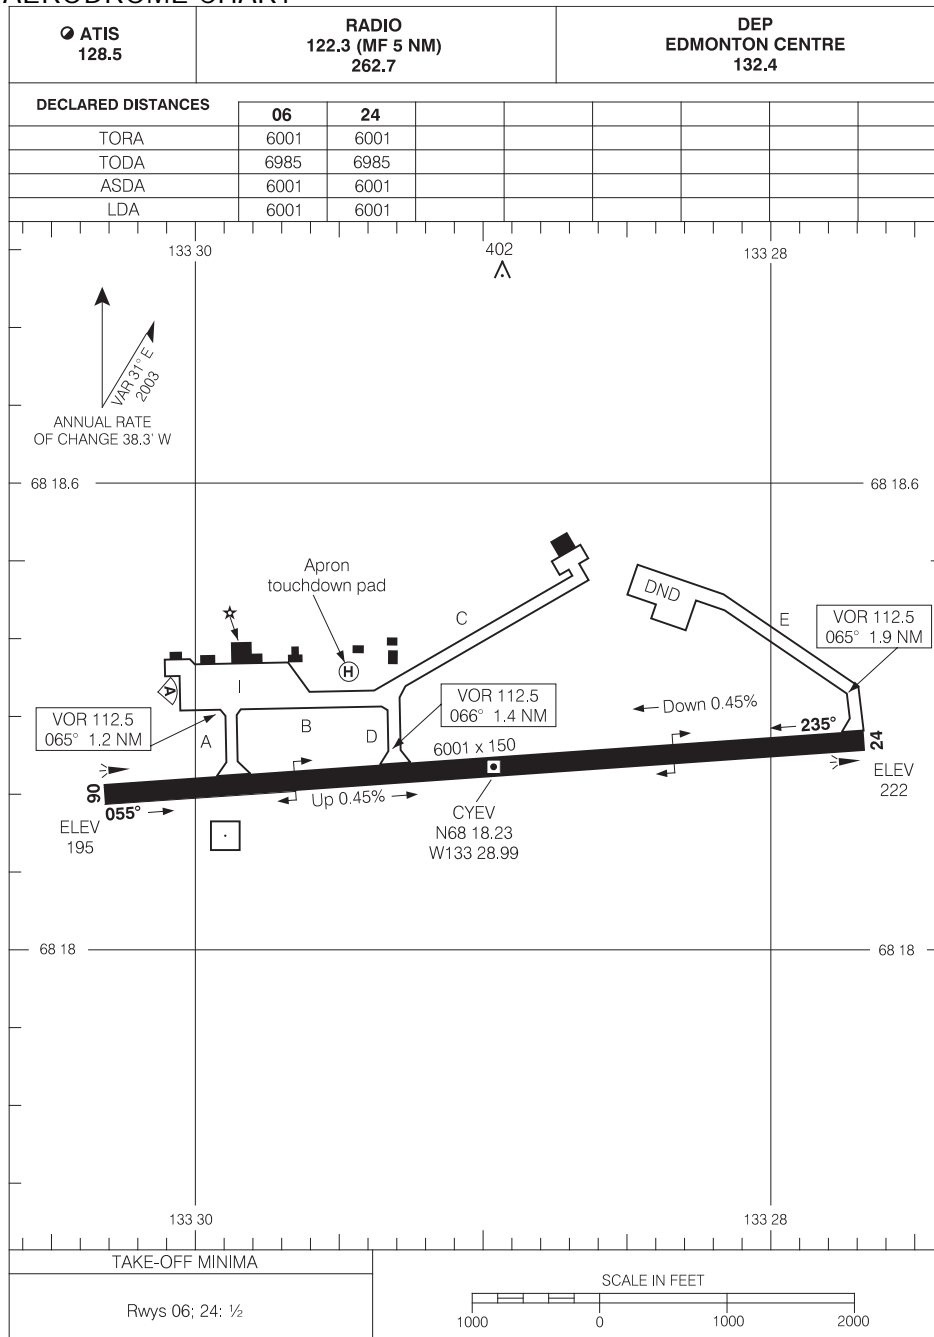 AERODROME CHART
ATIS
128.5
RADIO
122.3 (MF 5 NM)
262.7
DEP
EDMONTON CENTRE
132.4
DECLARED DISTANCES
06 24
TORA 6001 6001
TODA 6985 6985
ASDA 6001 6001
LDA 6001 6001
133 30
402
133 28
VAR 31° E
2003
ANNUAL RATE
OF CHANGE 38.3' W
68 18.6
68 18.6
Apron
touchdown pad
H
C
DND
E
VOR 112.5
065° 1.9 NM
A
I
VOR 112.5
065° 1.2 NM
A
B
D
VOR 112.5
066° 1.4 NM
Down 0.45%
6001 x 150
235°
24
ELEV
222
06
055°
Up 0.45%
ELEV
195
CYEV
N68 18.23
W133 28.99
68 18
68 18
133 30
133 28
TAKE-OFF MINIMA
Rwys 06; 24: ½
SCALE IN FEET
1000 0 1000 2000